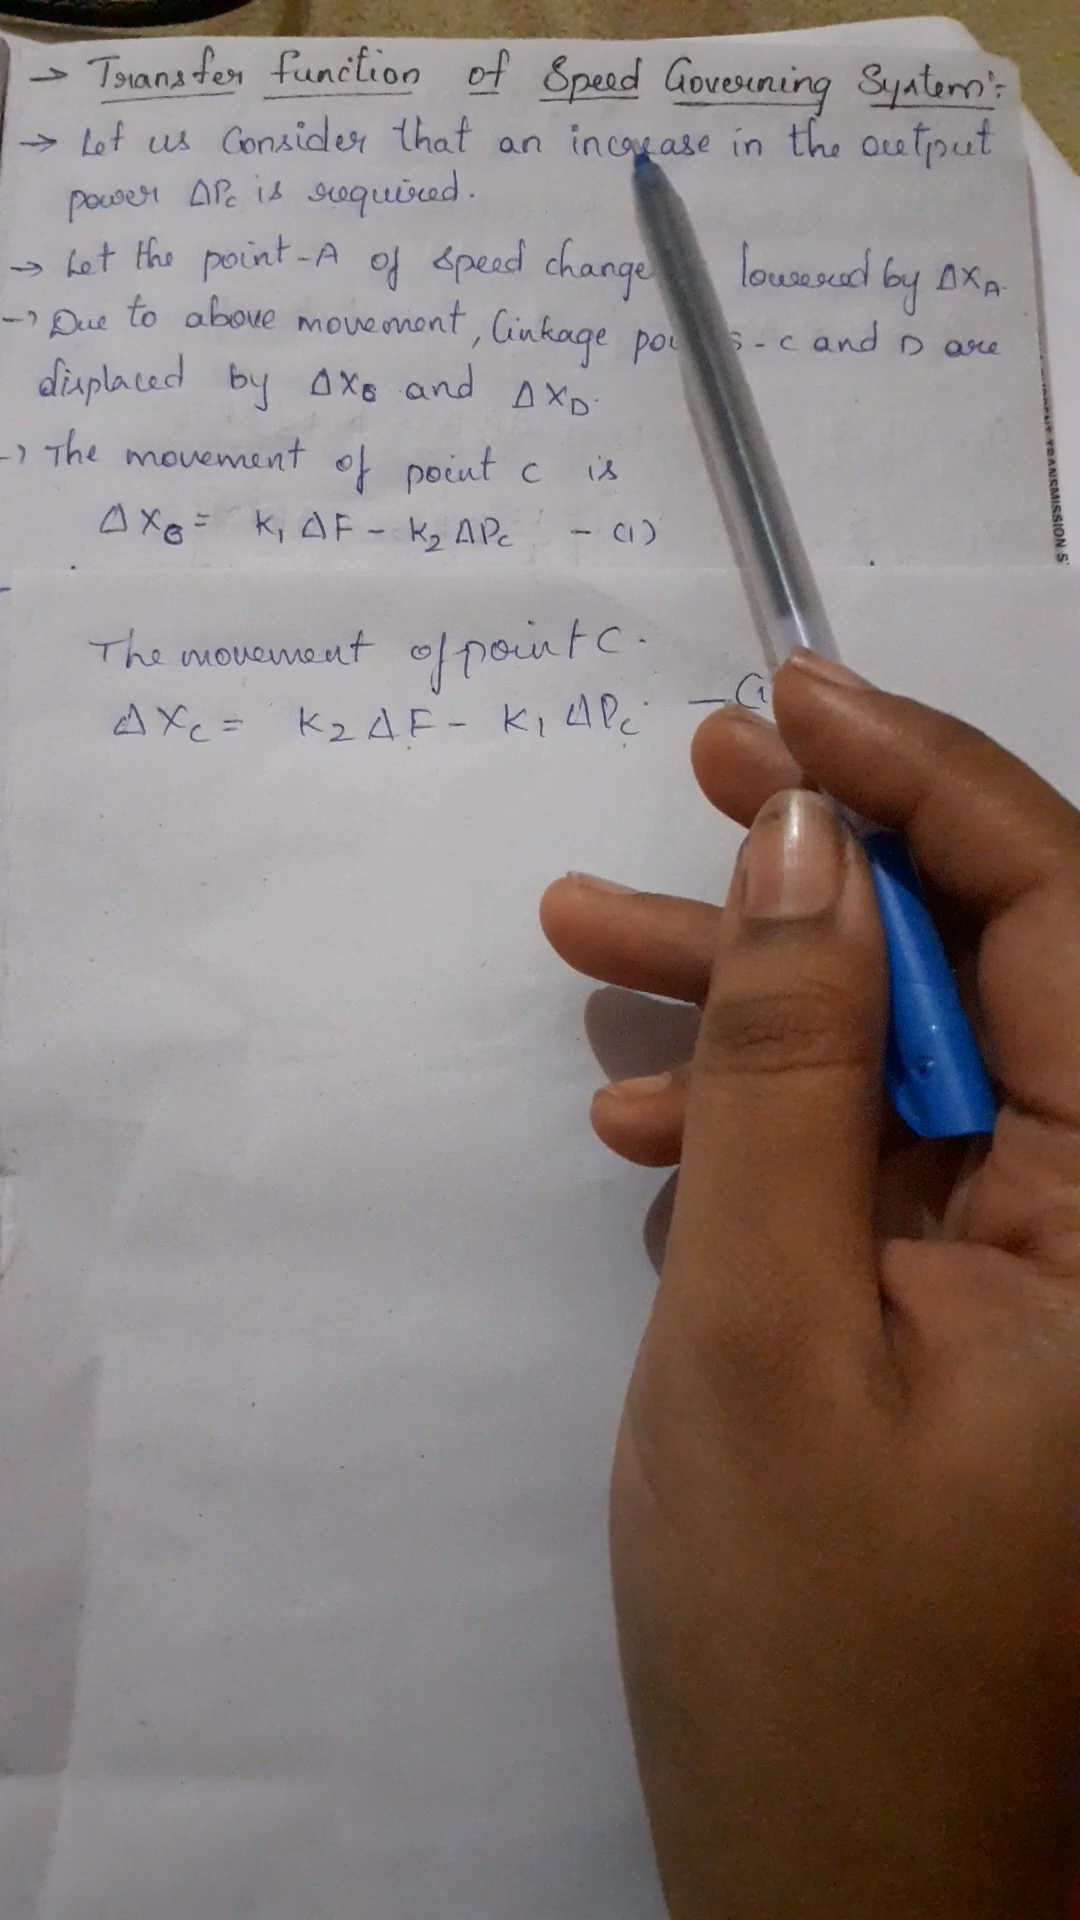 → Transfer function of Speed Governing System:-
→ Let us Consider that an increase in the output
power ΔPc is required.
→ Let the point-A of speed change lowered by ΔXA.
→ Due to above movement, linkage -C and D are
displaced by ΔXB and ΔXD.
→ The movement of point C is
ΔXB = K1 ΔF - K2 ΔPc - (1)
The movement of point C.
ΔXC = K2 ΔF - K1 ΔPc
TRANSMISSION S